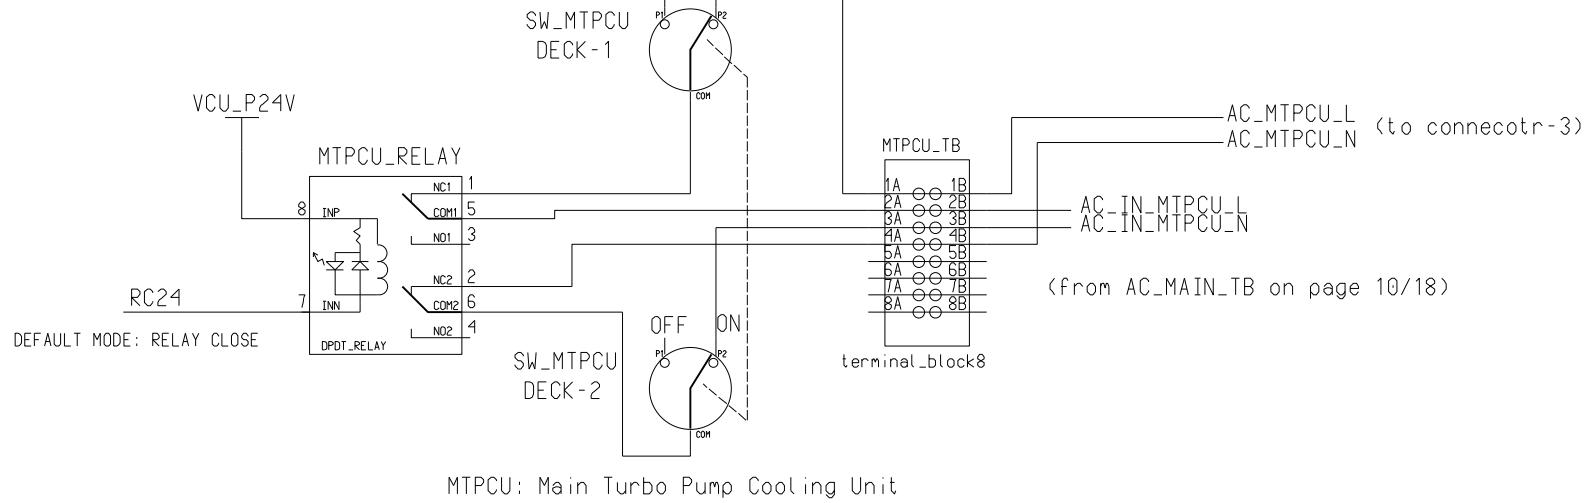 P1 P2
SW_MTPCU
DECK-1
COM
VCU_P24V
AC_MTPCU_L
AC_MTPCU_N
(to connecotr-3)
MTPCU_TB
MTPCU_RELAY
NC1 1
8 INP
COM1 5
NO1 3
NC2 2
RC24
7 INN
COM2 6
NO2 4
DPDT_RELAY
DEFAULT MODE: RELAY CLOSE
1A 1B
2A 2B
3A 3B
4A 4B
5A 5B
6A 6B
7A 7B
8A 8B
AC_IN_MTPCU_L
AC_IN_MTPCU_N
(from AC_MAIN_TB on page 10/18)
terminal_block8
OFF ON
P1 P2
SW_MTPCU
DECK-2
COM
MTPCU: Main Turbo Pump Cooling Unit